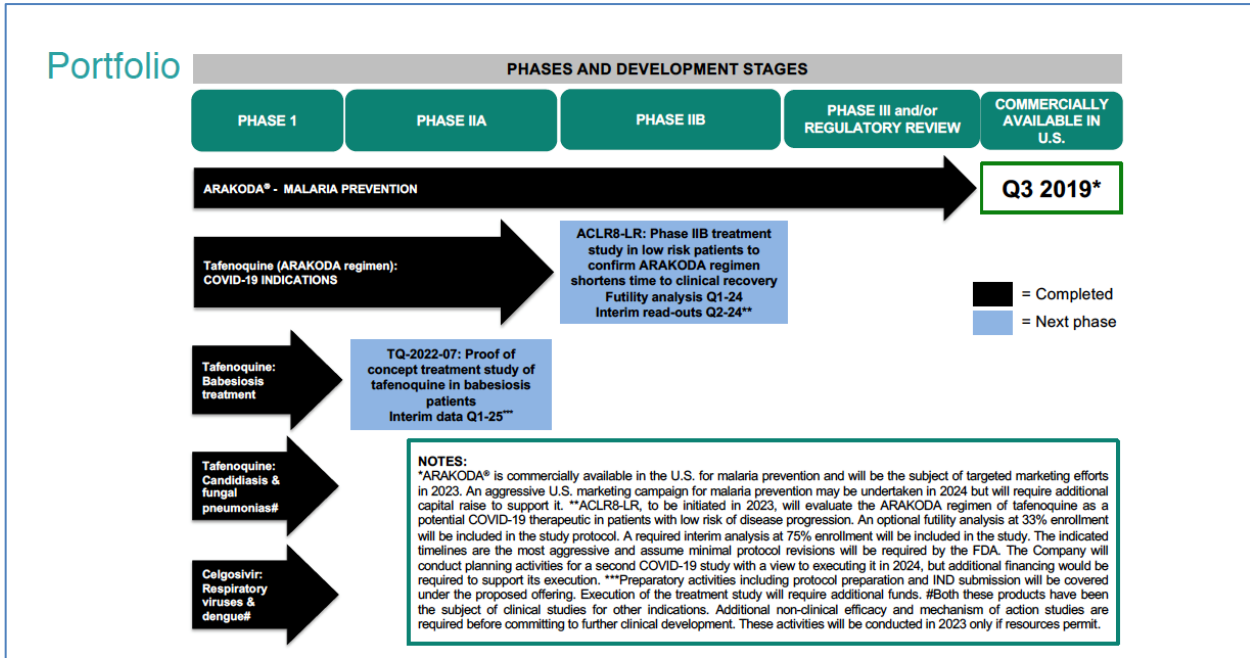 Portfolio
PHASES AND DEVELOPMENT STAGES
PHASE 1
PHASE IIA
PHASE IIB
PHASE III and/or
REGULATORY REVIEW
COMMERCIALLY
AVAILABLE IN
U.S.
ARAKODA® - MALARIA PREVENTION
Q3 2019*
Tafenoquine (ARAKODA regimen):
COVID-19 INDICATIONS
ACLR8-LR: Phase IIB treatment
study in low risk patients to
confirm ARAKODA regimen
shortens time to clinical recovery
Futility analysis Q1-24
Interim read-outs Q2-24**
= Completed
= Next phase
Tafenoquine:
Babesiosis
treatment
TQ-2022-07: Proof of
concept treatment study of
tafenoquine in babesiosis
patients
Interim data Q1-25***
Tafenoquine:
Candidiasis &
fungal
pneumonias#
Celgosivir:
Respiratory
viruses &
dengue#
NOTES:
*ARAKODA® is commercially available in the U.S. for malaria prevention and will be the subject of targeted marketing efforts
in 2023. An aggressive U.S. marketing campaign for malaria prevention may be undertaken in 2024 but will require additional
capital raise to support it. **ACLR8-LR, to be initiated in 2023, will evaluate the ARAKODA regimen of tafenoquine as a
potential COVID-19 therapeutic in patients with low risk of disease progression. An optional futility analysis at 33% enrollment
will be included in the study protocol. A required interim analysis at 75% enrollment will be included in the study. The indicated
timelines are the most aggressive and assume minimal protocol revisions will be required by the FDA. The Company will
conduct planning activities for a second COVID-19 study with a view to executing it in 2024, but additional financing would be
required to support its execution. ***Preparatory activities including protocol preparation and IND submission will be covered
under the proposed offering. Execution of the treatment study will require additional funds. #Both these products have been
the subject of clinical studies for other indications. Additional non-clinical efficacy and mechanism of action studies are
required before committing to further clinical development. These activities will be conducted in 2023 only if resources permit.